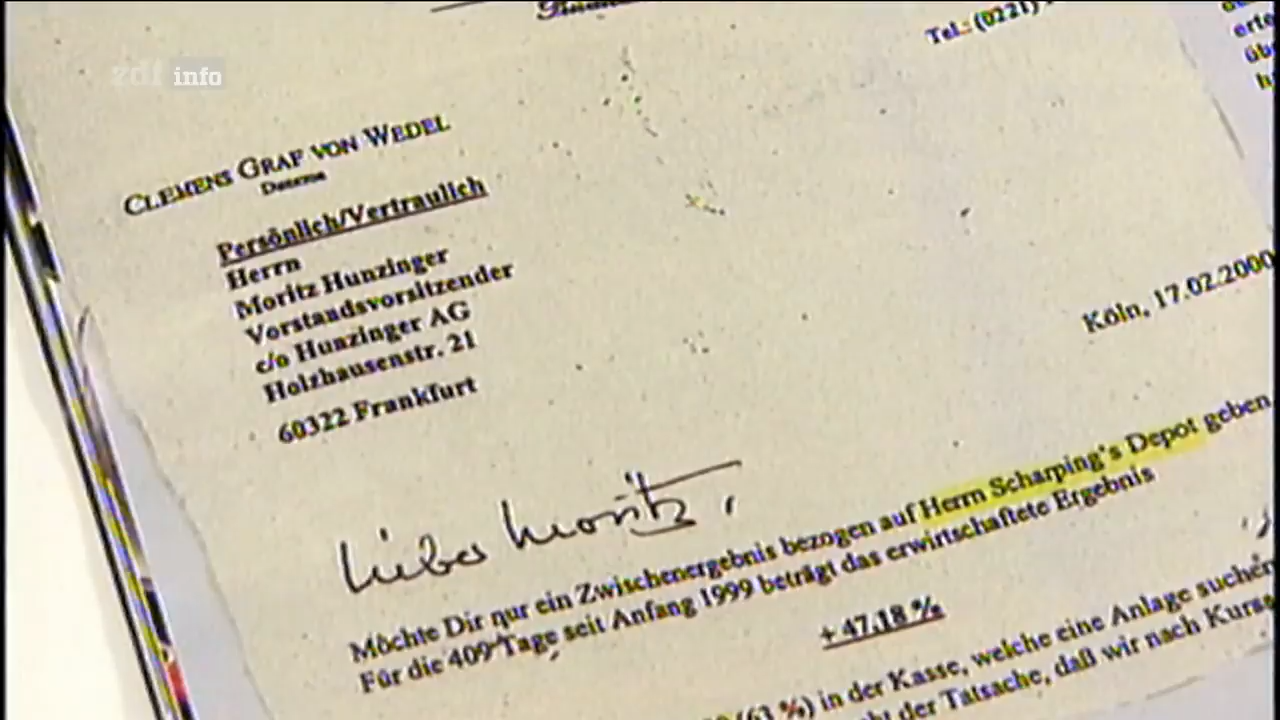 zdf info
Tel.: (0221)
CLEMENS GRAF VON WEDEL
Persönlich/Vertraulich
Herrn
Moritz Hunzinger
Vorstandsvorsitzender
c/o Hunzinger AG
Holzhausenstr. 21
60322 Frankfurt
Köln, 17.02.2000
Lieber Moritz,
Möchte Dir nur ein Zwischenergebnis bezogen auf Herrn Scharping's Depot geben
Für die 409 Tage seit Anfang 1999 beträgt das erwirtschaftete Ergebnis
+ 47,18 %
(63 %) in der Kasse, welche eine Anlage suchen
der Tatsache, daß wir nach Kurs